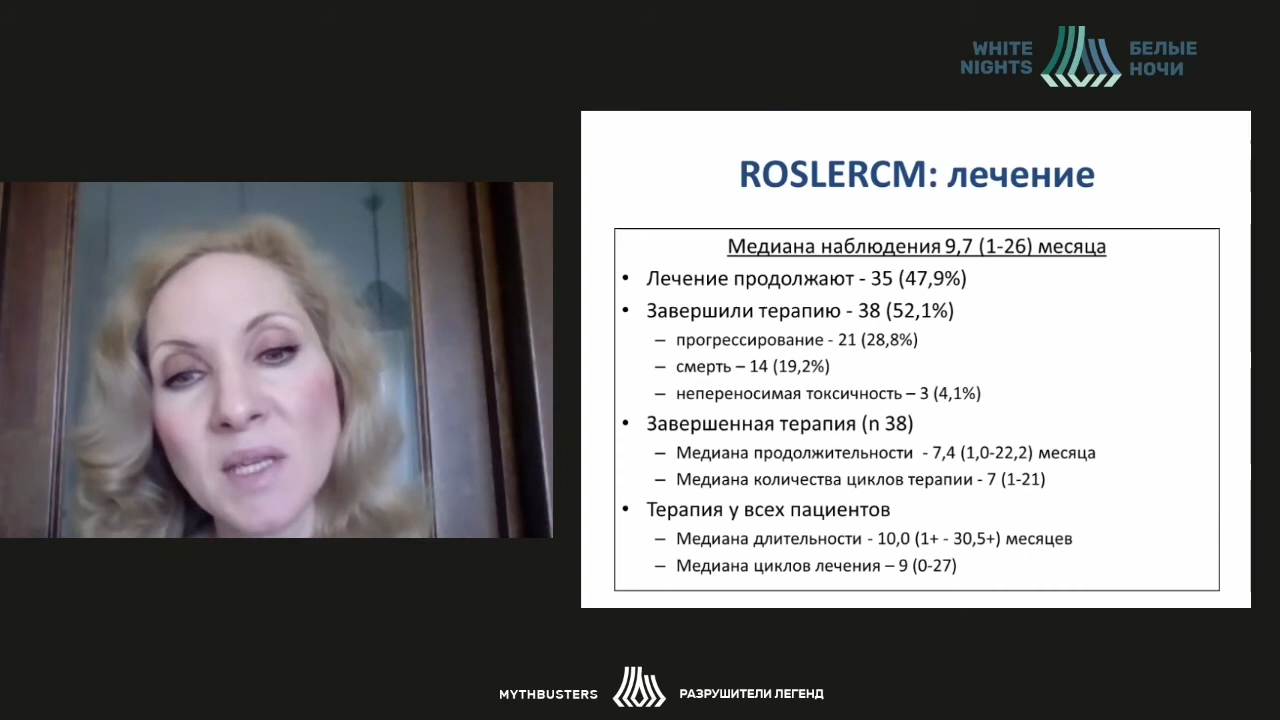 WHITE NIGHTS
БЕЛЫЕ НОЧИ
ROSLERCM: лечение
Медиана наблюдения 9,7 (1-26) месяца
• Лечение продолжают - 35 (47,9%)
• Завершили терапию - 38 (52,1%)
– прогрессирование - 21 (28,8%)
– смерть – 14 (19,2%)
– непереносимая токсичность – 3 (4,1%)
• Завершенная терапия (n 38)
– Медиана продолжительности - 7,4 (1,0-22,2) месяца
– Медиана количества циклов терапии - 7 (1-21)
• Терапия у всех пациентов
– Медиана длительности - 10,0 (1+ - 30,5+) месяцев
– Медиана циклов лечения – 9 (0-27)
MYTHBUSTERS РАЗРУШИТЕЛИ ЛЕГЕНД